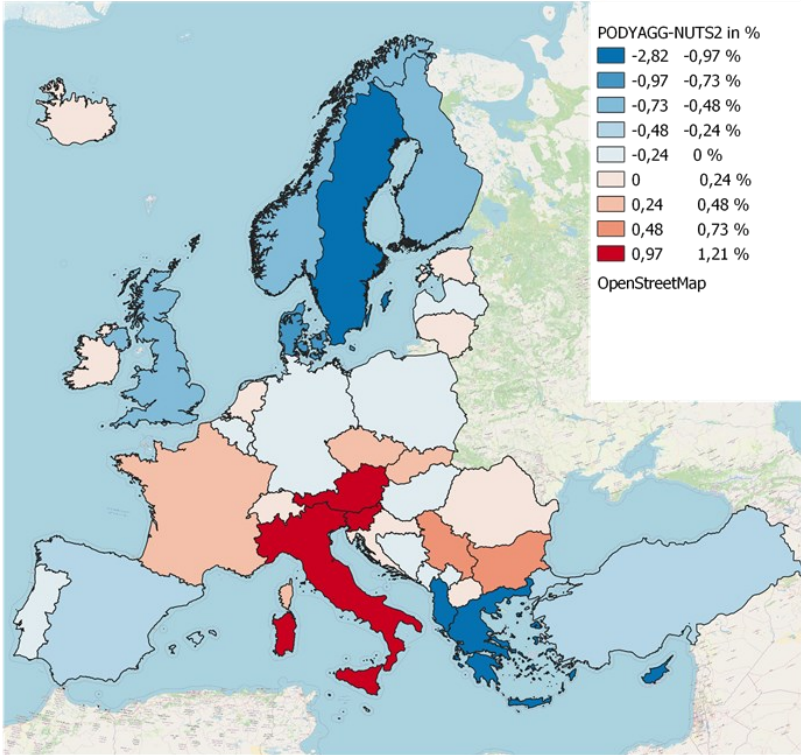 PODYAGG-NUTS2 in %
-2,82 -0,97 %
-0,97 -0,73 %
-0,73 -0,48 %
-0,48 -0,24 %
-0,24 0 %
0 0,24 %
0,24 0,48 %
0,48 0,73 %
0,97 1,21 %
OpenStreetMap